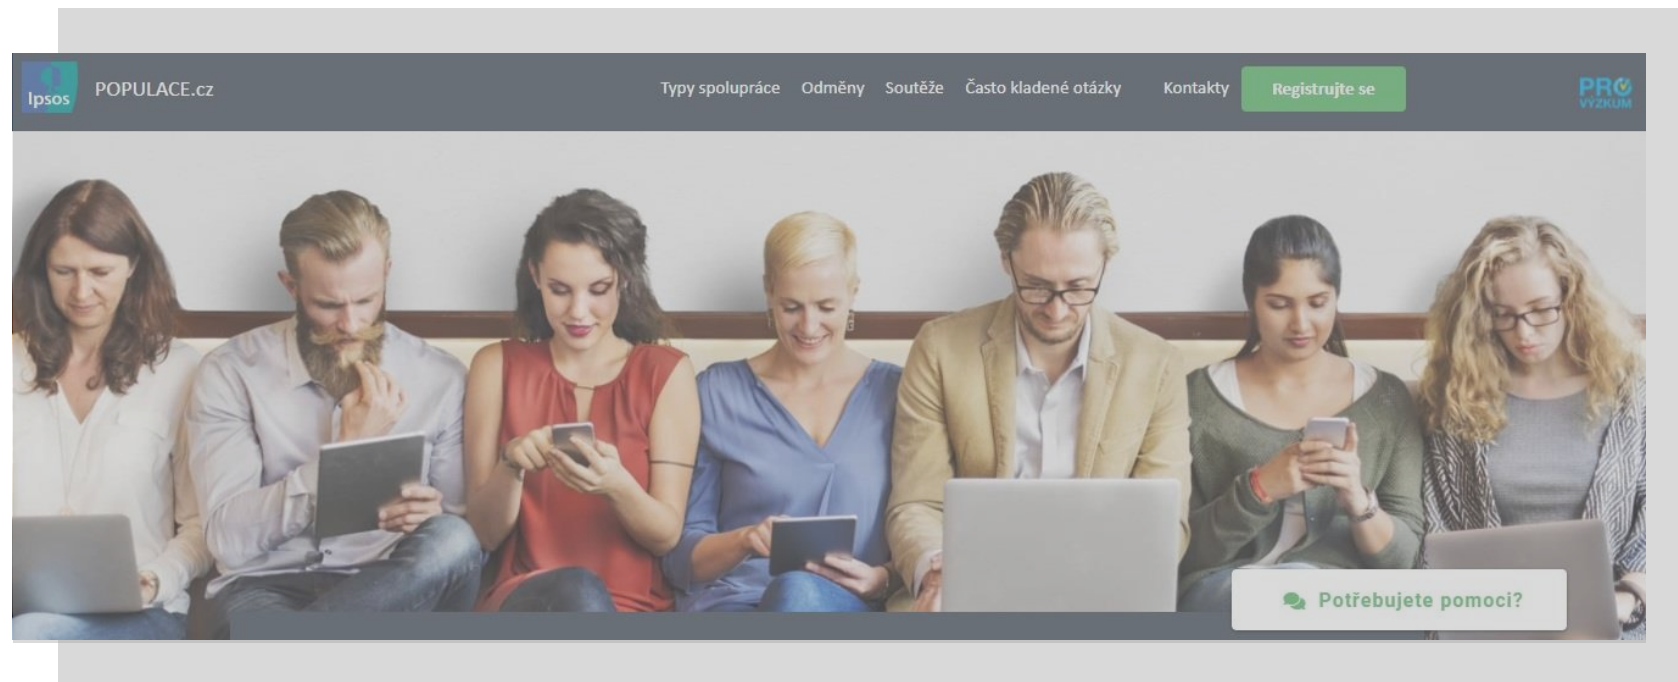 Ipsos
POPULACE.cz
Typy spolupráce
Odměny
Soutěže
Často kladené otázky
Kontakty
Registrujte se
PRO
VÝZKUM
Potřebujete pomoci?